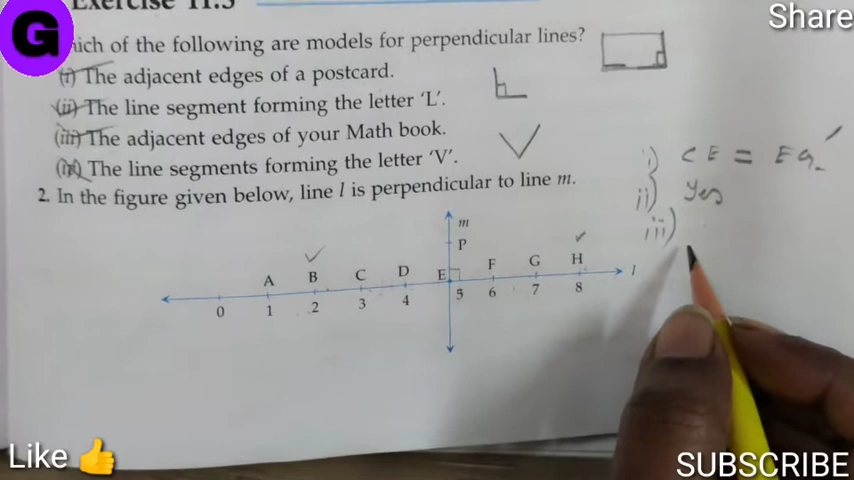 Exercise 11.3
Share
G
hich of the following are models for perpendicular lines?
(i) The adjacent edges of a postcard.
(ii) The line segment forming the letter 'L'.
(iii) The adjacent edges of your Math book.
(iv) The line segments forming the letter 'V'.
2. In the figure given below, line l is perpendicular to line m.
i) CE = EG
ii) Yes
iii)
m
P
A B C D E F G H l
0 1 2 3 4 5 6 7 8
Like 👍
SUBSCRIBE